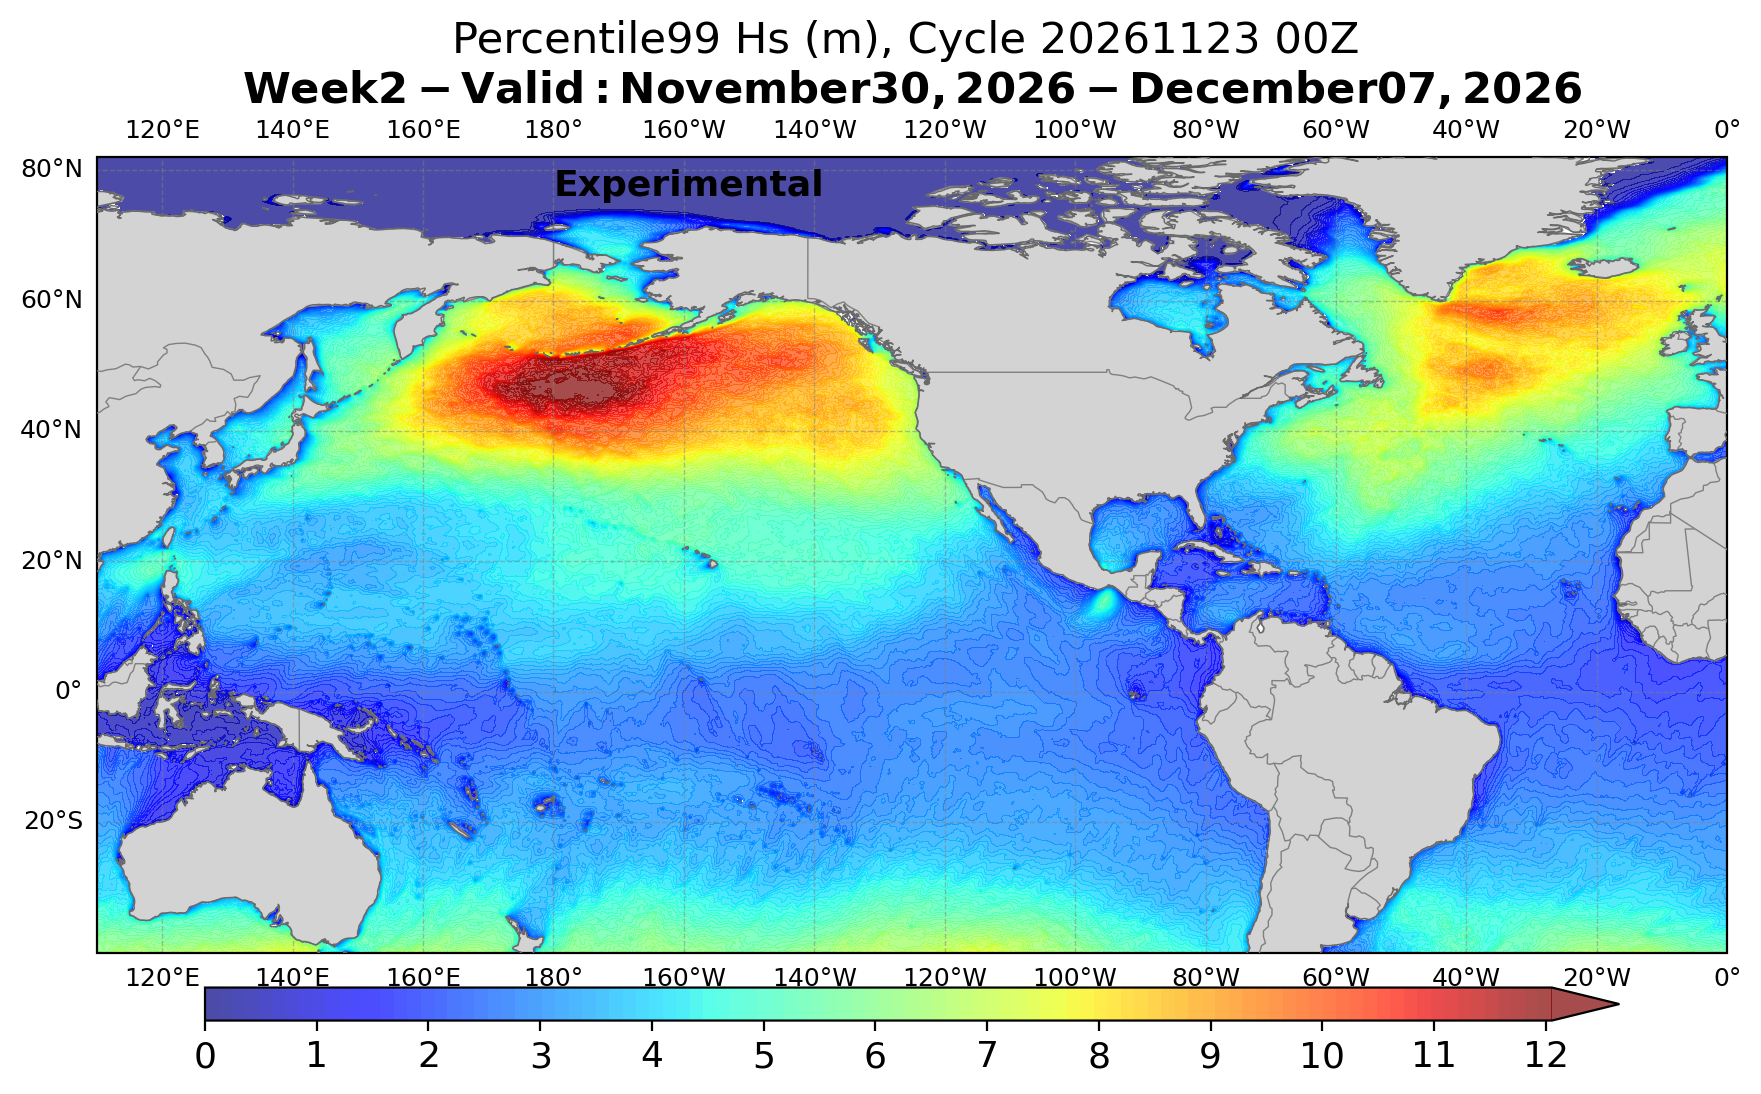 Percentile99 Hs (m), Cycle 20261123 00Z
Week2 − Valid : November30, 2026 − December07, 2026
120°E 140°E 160°E 180° 160°W 140°W 120°W 100°W 80°W 60°W 40°W 20°W 0°
80°N
Experimental
60°N
40°N
20°N
0°
20°S
120°E 140°E 160°E 180° 160°W 140°W 120°W 100°W 80°W 60°W 40°W 20°W 0°
0 1 2 3 4 5 6 7 8 9 10 11 12